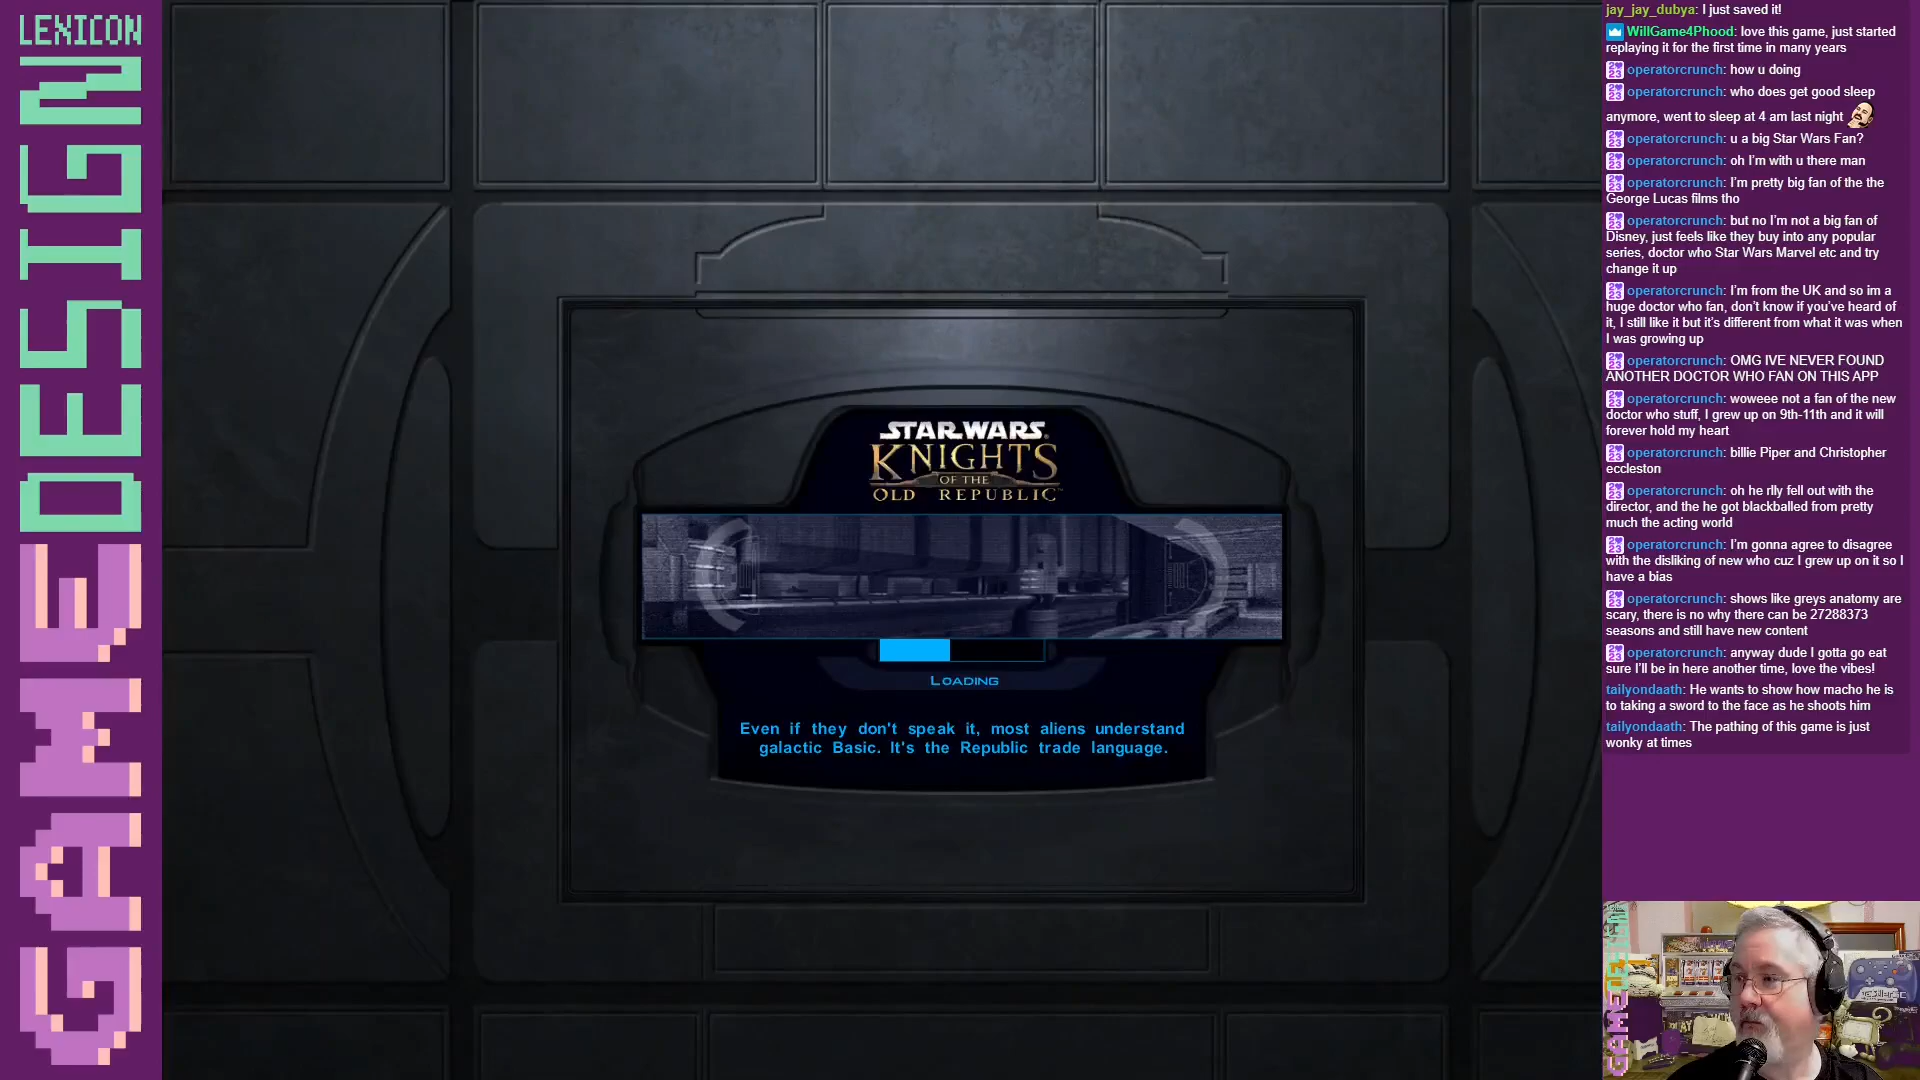 LEXICON
GAME DESIGN
STAR WARS
KNIGHTS
OF THE
OLD REPUBLIC™
LOADING
Even if they don't speak it, most aliens understand
galactic Basic. It's the Republic trade language.
jay_jay_dubya: I just saved it!
WillGame4Phood: love this game, just started
replaying it for the first time in many years
operatorcrunch: how u doing
operatorcrunch: who does get good sleep
anymore, went to sleep at 4 am last night
operatorcrunch: u a big Star Wars Fan?
operatorcrunch: oh I'm with u there man
operatorcrunch: I'm pretty big fan of the the
George Lucas films tho
operatorcrunch: but no I'm not a big fan of
Disney, just feels like they buy into any popular
series, doctor who Star Wars Marvel etc and try
change it up
operatorcrunch: I'm from the UK and so im a
huge doctor who fan, don't know if you've heard of
it, I still like it but it's different from what it was when
I was growing up
operatorcrunch: OMG IVE NEVER FOUND
ANOTHER DOCTOR WHO FAN ON THIS APP
operatorcrunch: woweee not a fan of the new
doctor who stuff, I grew up on 9th-11th and it will
forever hold my heart
operatorcrunch: billie Piper and Christopher
eccleston
operatorcrunch: oh he rlly fell out with the
director, and the he got blackballed from pretty
much the acting world
operatorcrunch: I'm gonna agree to disagree
with the disliking of new who cuz I grew up on it so I
have a bias
operatorcrunch: shows like greys anatomy are
scary, there is no why there can be 27288373
seasons and still have new content
operatorcrunch: anyway dude I gotta go eat
sure I'll be in here another time, love the vibes!
tailyondaath: He wants to show how macho he is
to taking a sword to the face as he shoots him
tailyondaath: The pathing of this game is just
wonky at times